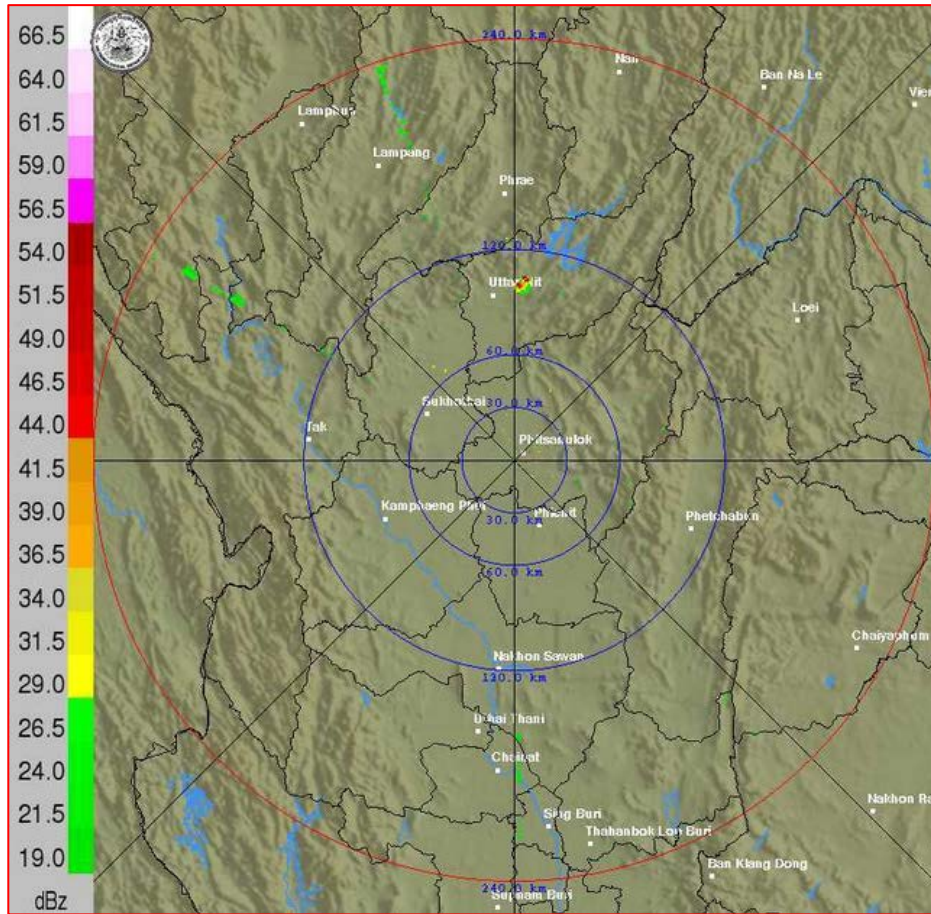 66.5
64.0
61.5
59.0
56.5
54.0
51.5
49.0
46.5
44.0
41.5
39.0
36.5
34.0
31.5
29.0
26.5
24.0
21.5
19.0
dBz
240.0 km
Nan
Ban Na Le
Vien
Lamphun
Lampang
Phrae
120.0 km
Uttaradit
Loei
60.0 km
Sukhothai
30.0 km
Tak
Phitsanulok
Kamphaeng Phet
Phichit
30.0 km
Phetchabun
60.0 km
Chaiyaphum
Nakhon Sawan
120.0 km
Uthai Thani
Chainat
Nakhon Ra
Sing Buri
Thahanbok Lop Buri
Ban Klang Dong
240.0 km
Suphan Buri